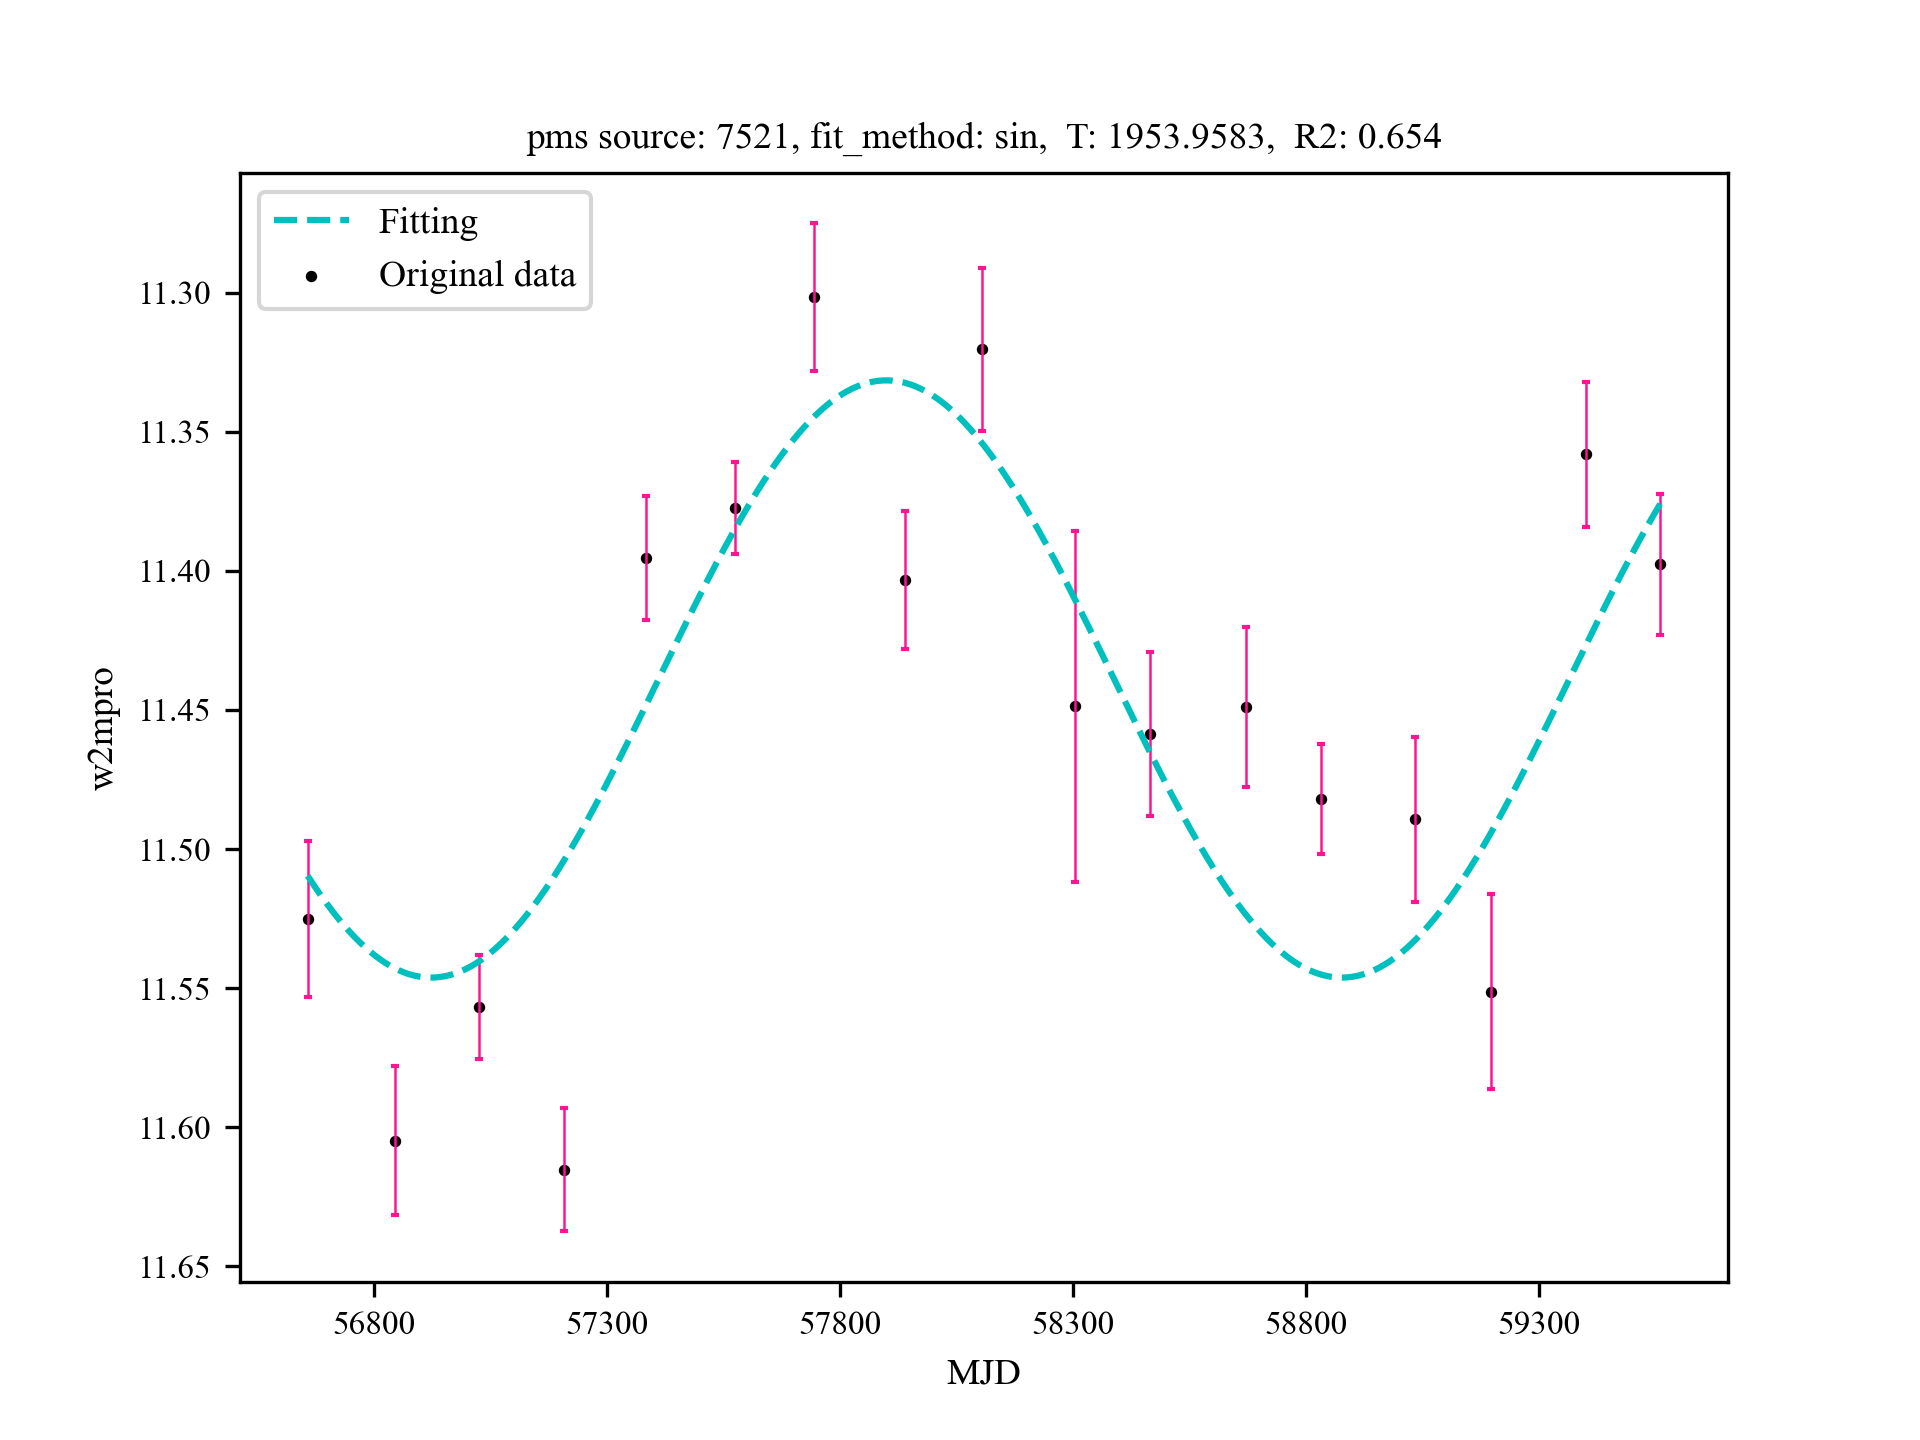 pms source: 7521, fit_method: sin,  T: 1953.9583,  R2: 0.654
Fitting
Original data
11.30
11.35
11.40
11.45
11.50
11.55
11.60
11.65
w2mpro
56800 57300 57800 58300 58800 59300
MJD